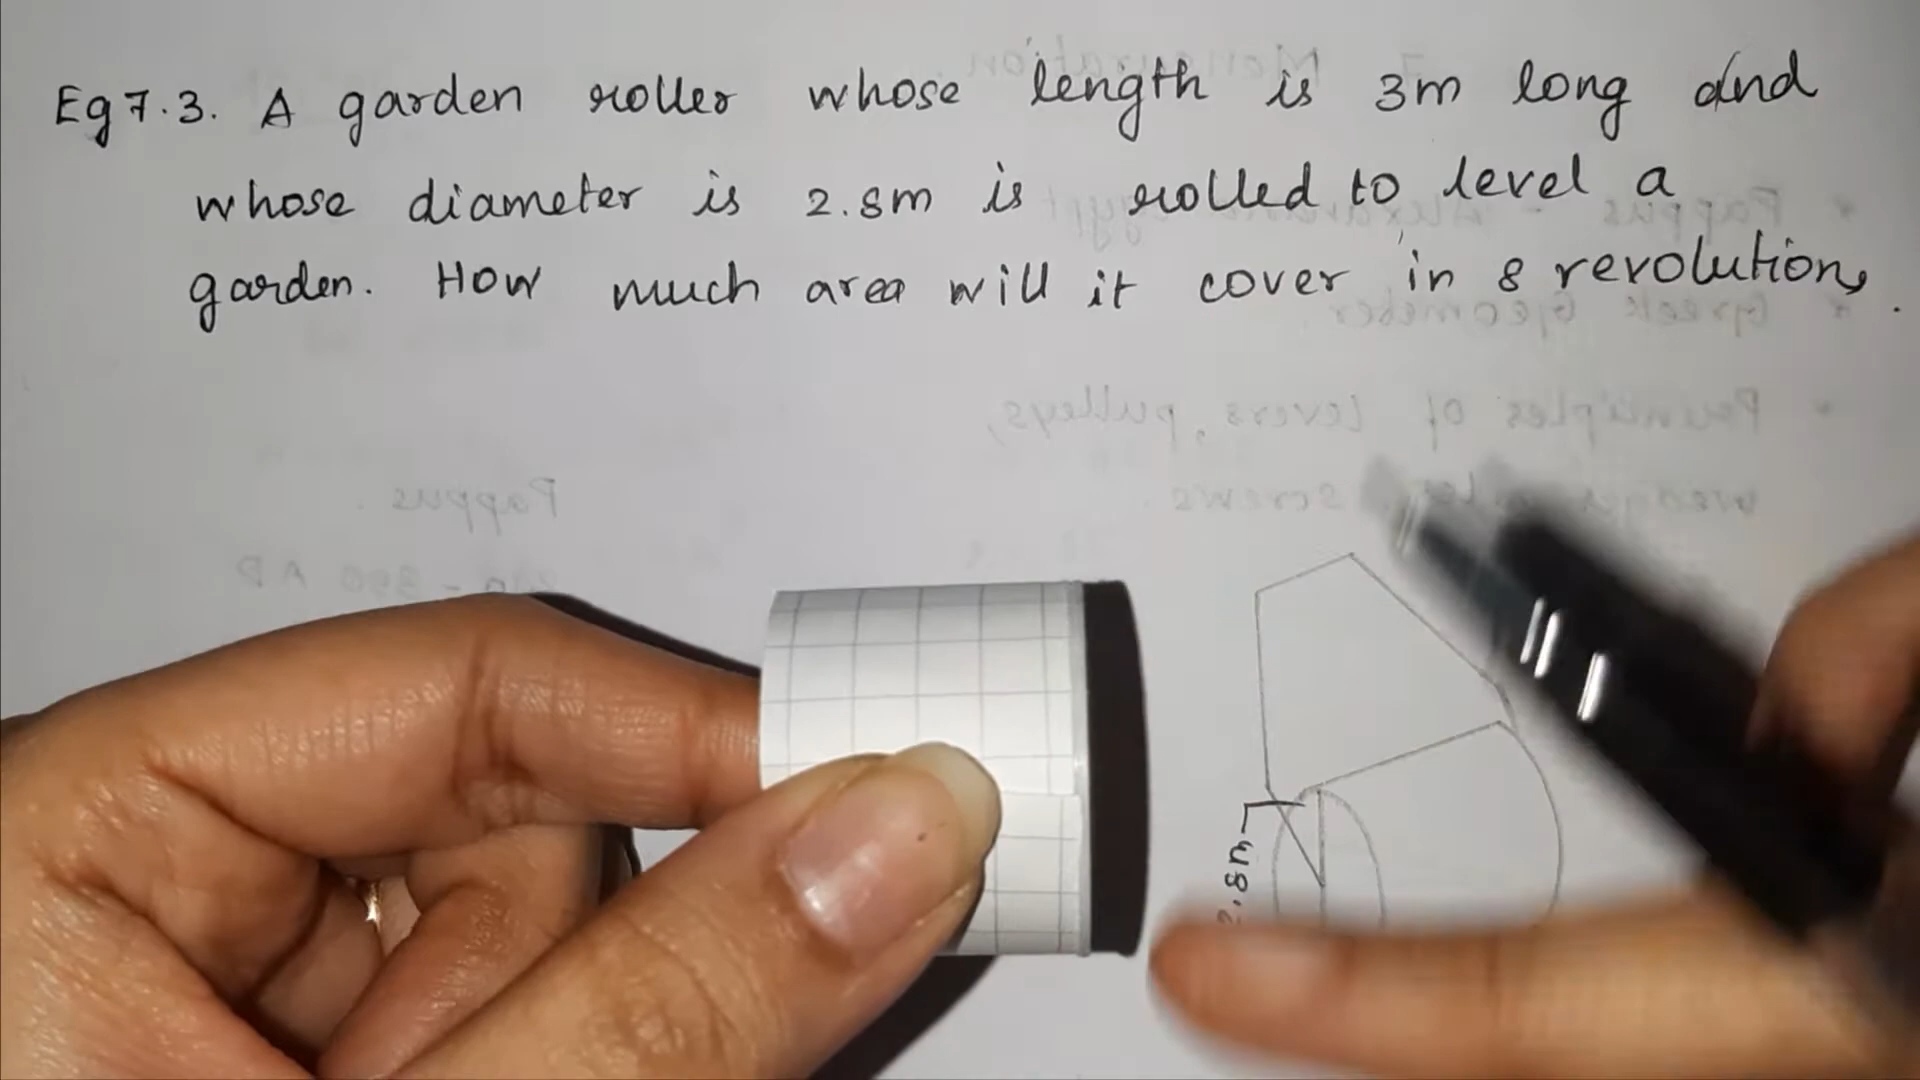 Eg 7.3. A garden roller whose length is 3m long and
whose diameter is 2.8m is rolled to level a
garden. How much area will it cover in 8 revolutions.
2.8m